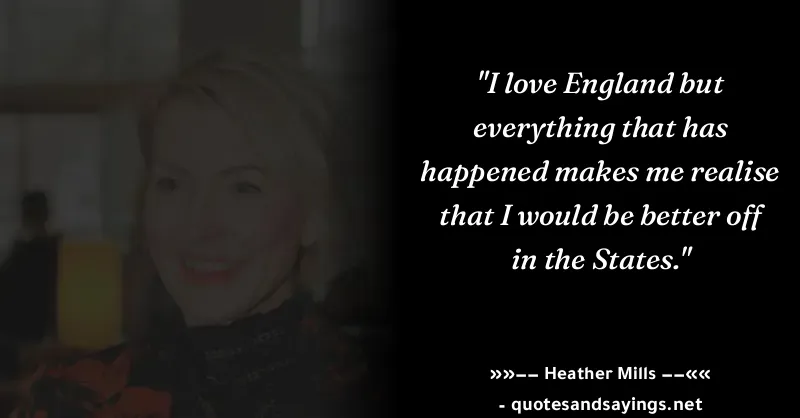 "I love England but
everything that has
happened makes me realise
that I would be better off
in the States."
»»−− Heather Mills −−««
- quotesandsayings.net